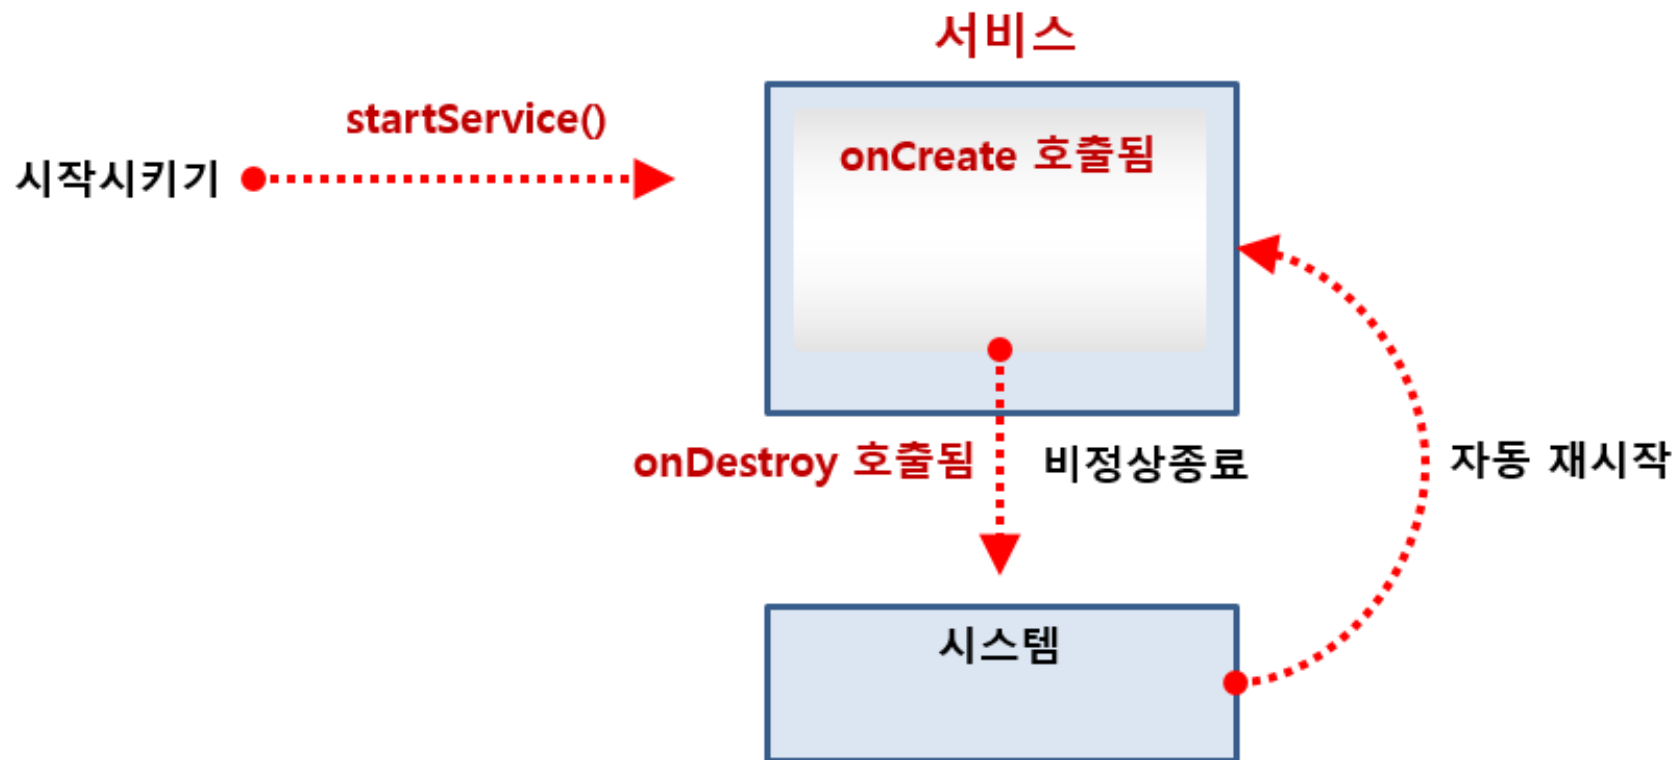 서비스
startService()
시작시키기
onCreate 호출됨
onDestroy 호출됨
비정상종료
자동 재시작
시스템